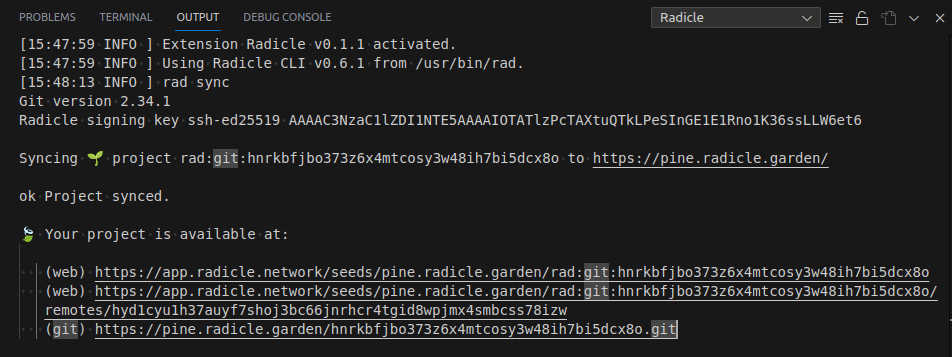 PROBLEMS TERMINAL OUTPUT DEBUG CONSOLE Radicle
[15:47:59 INFO ] Extension Radicle v0.1.1 activated.
[15:47:59 INFO ] Using Radicle CLI v0.6.1 from /usr/bin/rad.
[15:48:13 INFO ] rad sync
Git version 2.34.1
Radicle signing key ssh-ed25519 AAAAC3NzaC1lZDI1NTE5AAAAIOTATlzPcTAXtuQTkLPeSInGE1E1Rno1K36ssLLW6et6
Syncing 🌱 project rad:git:hnrkbfjbo373z6x4mtcosy3w48ih7bi5dcx8o to https://pine.radicle.garden/
ok Project synced.
🍃 Your project is available at:
(web) https://app.radicle.network/seeds/pine.radicle.garden/rad:git:hnrkbfjbo373z6x4mtcosy3w48ih7bi5dcx8o
(web) https://app.radicle.network/seeds/pine.radicle.garden/rad:git:hnrkbfjbo373z6x4mtcosy3w48ih7bi5dcx8o/
remotes/hyd1cyu1h37auyf7shoj3bc66jnrhcr4tgid8wpjmx4smbcss78izw
(git) https://pine.radicle.garden/hnrkbfjbo373z6x4mtcosy3w48ih7bi5dcx8o.git